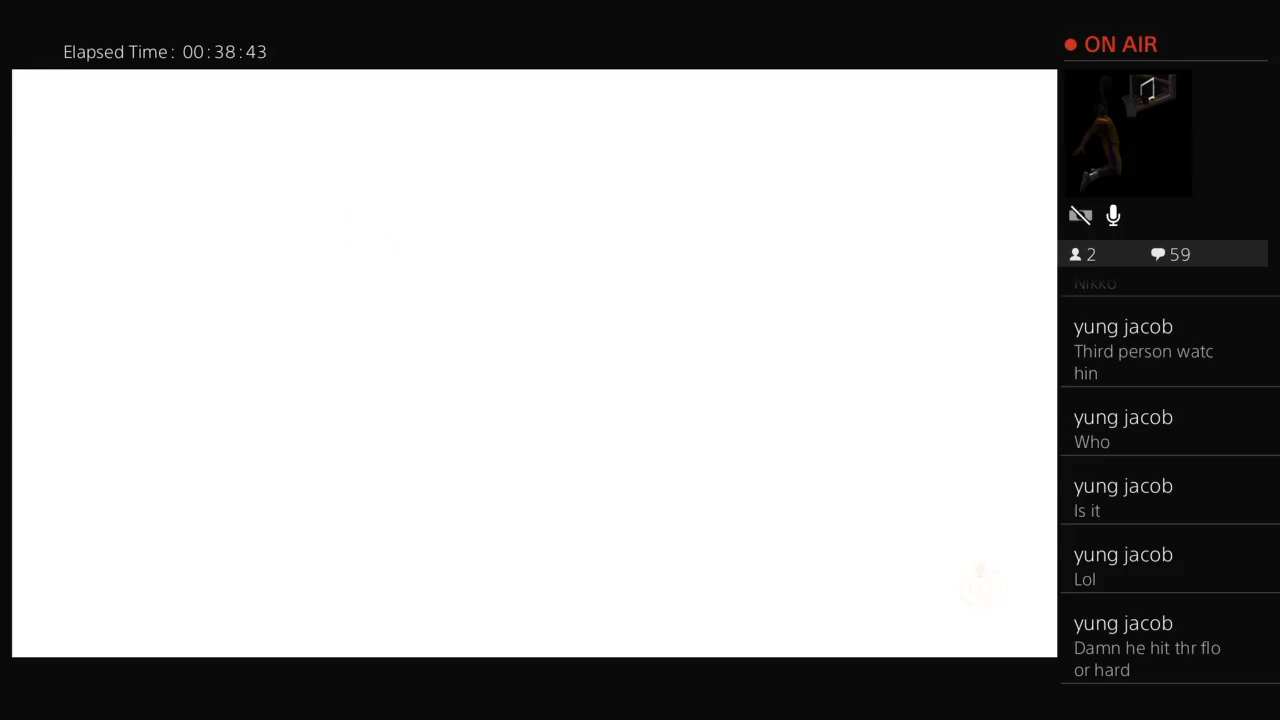 Elapsed Time: 00:38:43
ON AIR
2 59
Nikko
yung jacob
Third person watc
hin
yung jacob
Who
yung jacob
Is it
yung jacob
Lol
yung jacob
Damn he hit thr flo
or hard